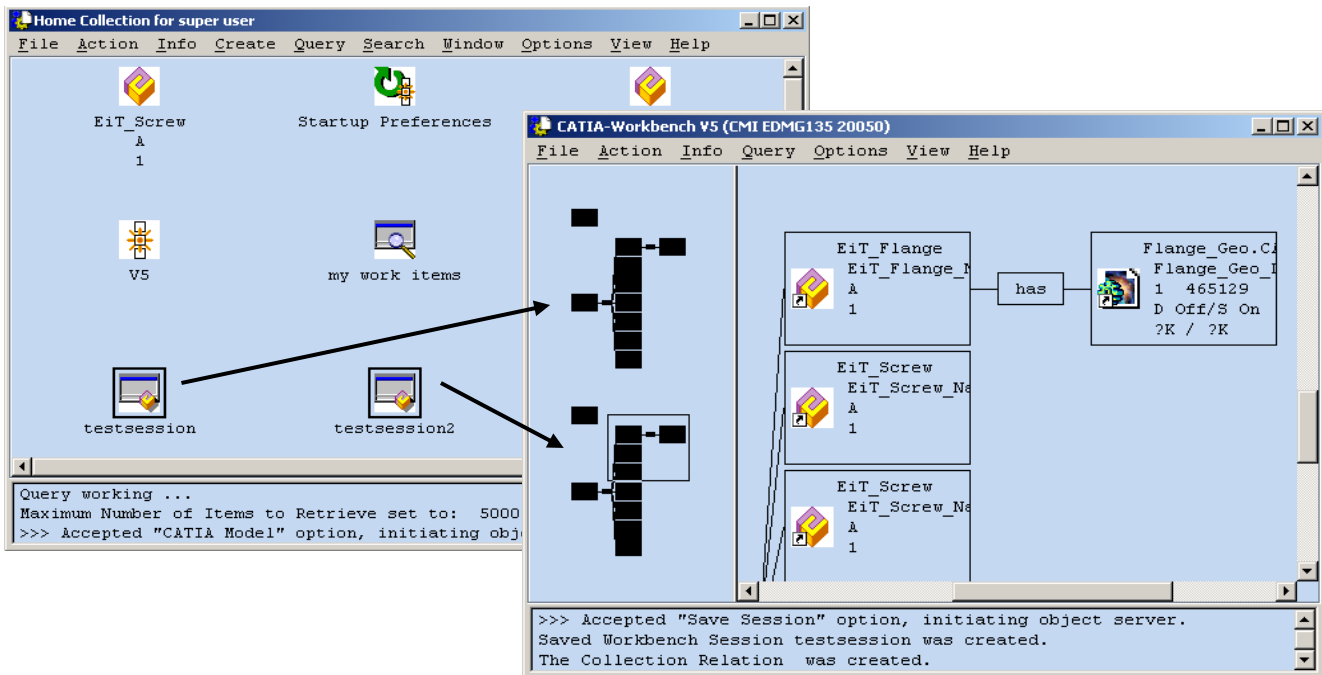 Home Collection for super user
File Action Info Create Query Search Window Options View Help
EiT_Screw
A
1
Startup Preferences
V5
my work items
testsession
testsession2
Query working ...
Maximum Number of Items to Retrieve set to: 5000
>>> Accepted "CATIA Model" option, initiating obj
CATIA-Workbench V5 (CMI EDMG135 20050)
File Action Info Query Options View Help
EiT_Flange
EiT_Flange_N
A
1
has
Flange_Geo.CA
Flange_Geo_I
1 465129
D Off/S On
?K / ?K
EiT_Screw
EiT_Screw_Na
A
1
EiT_Screw
EiT_Screw_Na
A
1
>>> Accepted "Save Session" option, initiating object server.
Saved Workbench Session testsession was created.
The Collection Relation was created.